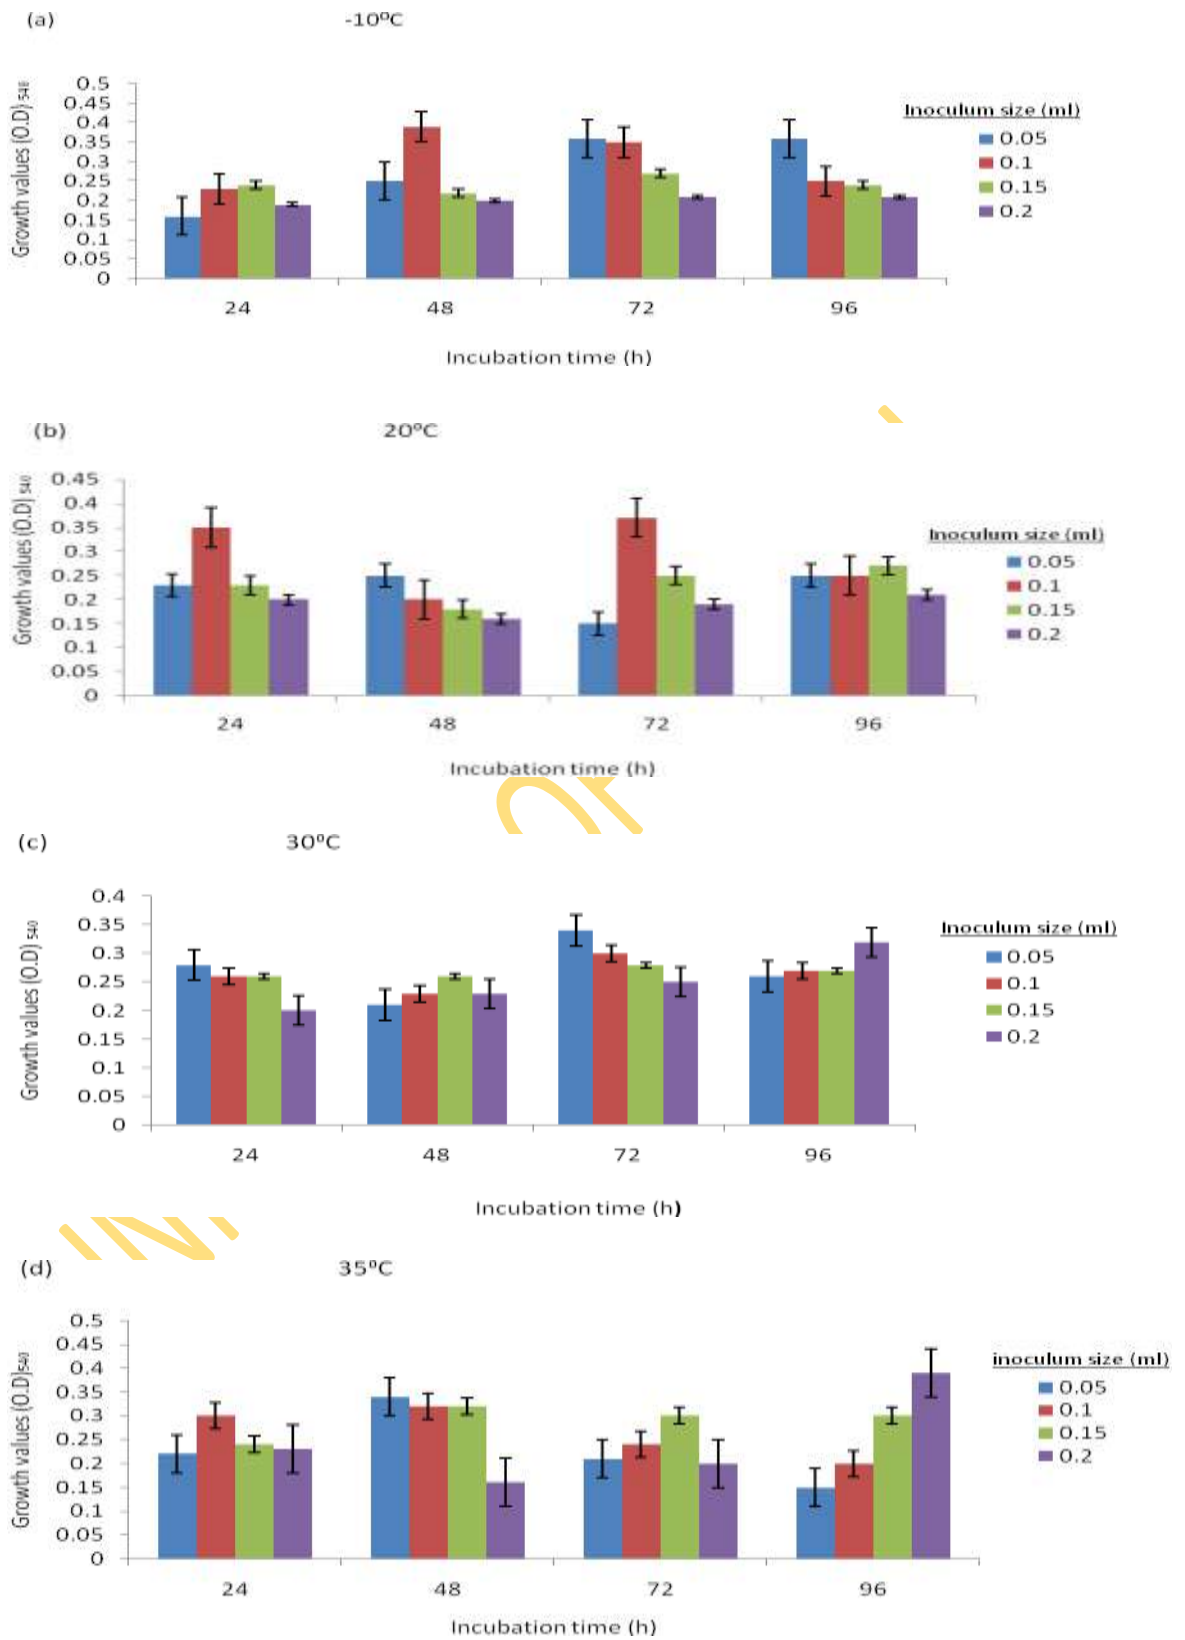 (a) -10⁰C
Growth values (O.D) 540
0.5
0.45
0.4
0.35
0.3
0.25
0.2
0.15
0.1
0.05
0
24 48 72 96
Incubation time (h)
Inoculum size (ml)
0.05
0.1
0.15
0.2
(b) 20⁰C
Growth values (O.D) 540
0.45
0.4
0.35
0.3
0.25
0.2
0.15
0.1
0.05
0
24 48 72 96
Incubation time (h)
Inoculum size (ml)
0.05
0.1
0.15
0.2
(c) 30⁰C
Growth values (O.D) 540
0.4
0.35
0.3
0.25
0.2
0.15
0.1
0.05
0
24 48 72 96
Incubation time (h)
Inoculum size (ml)
0.05
0.1
0.15
0.2
(d) 35⁰C
Growth values (O.D)540
0.5
0.45
0.4
0.35
0.3
0.25
0.2
0.15
0.1
0.05
0
24 48 72 96
Incubation time (h)
inoculum size (ml)
0.05
0.1
0.15
0.2